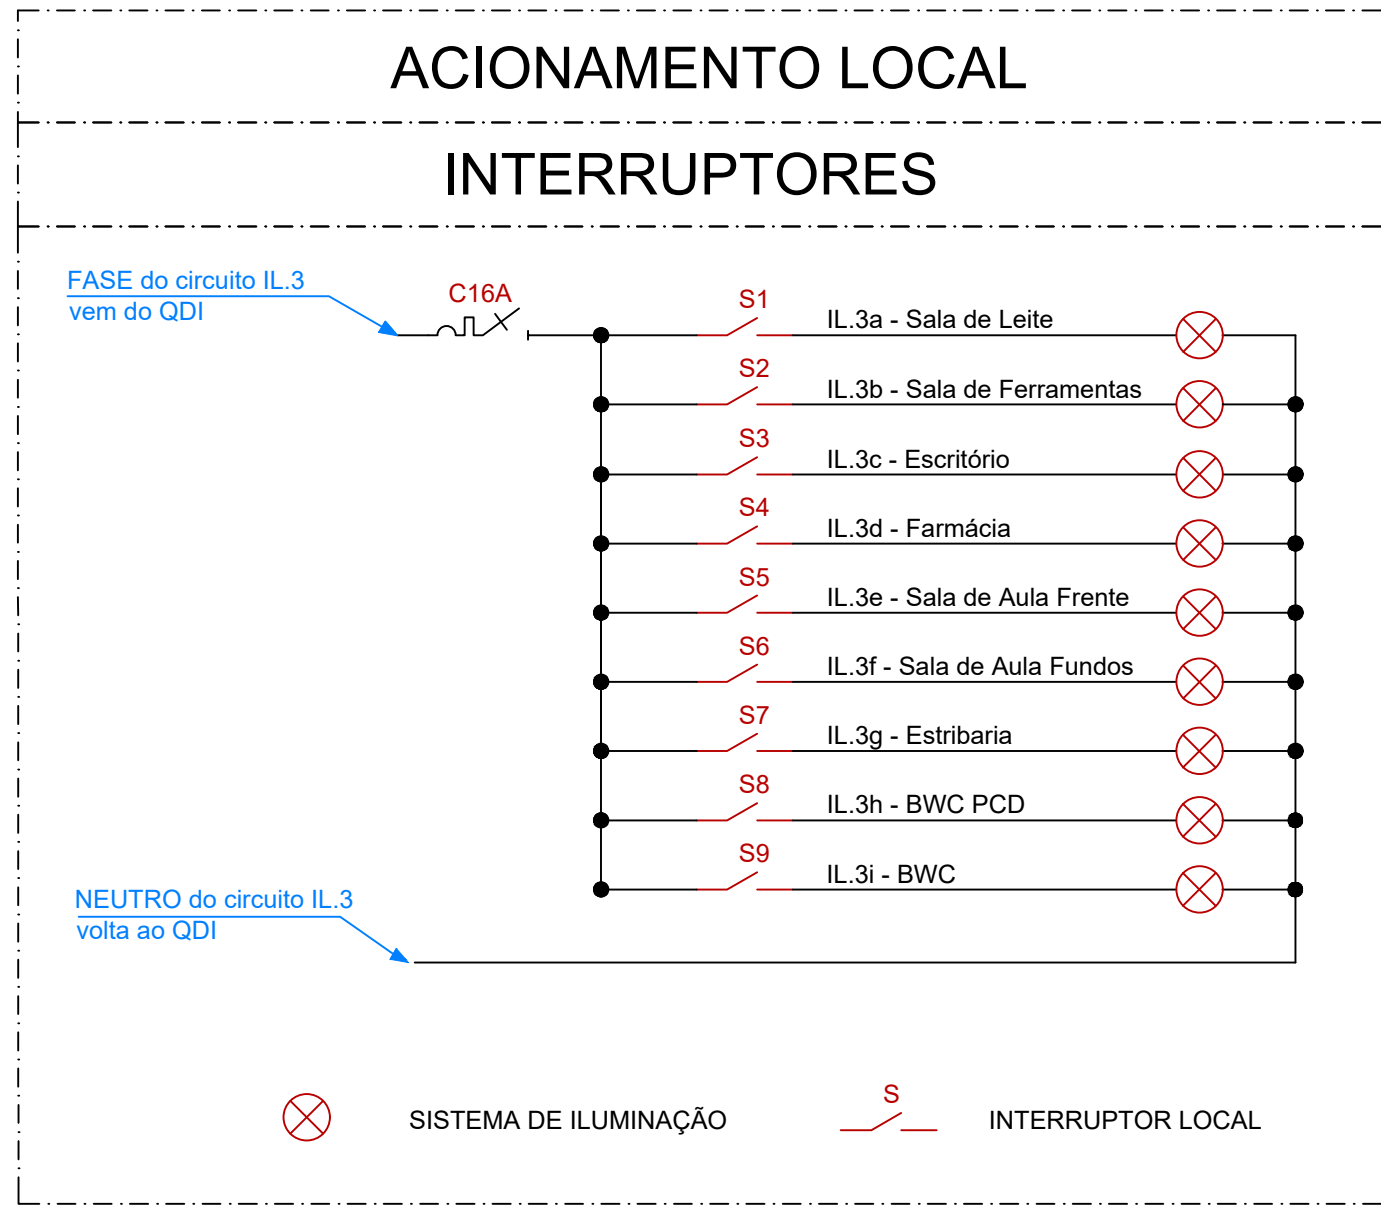 ACIONAMENTO LOCAL
INTERRUPTORES
FASE do circuito IL.3
vem do QDI
C16A
S1
IL.3a - Sala de Leite
S2
IL.3b - Sala de Ferramentas
S3
IL.3c - Escritório
S4
IL.3d - Farmácia
S5
IL.3e - Sala de Aula Frente
S6
IL.3f - Sala de Aula Fundos
S7
IL.3g - Estribaria
S8
IL.3h - BWC PCD
S9
IL.3i - BWC
NEUTRO do circuito IL.3
volta ao QDI
SISTEMA DE ILUMINAÇÃO
S
INTERRUPTOR LOCAL